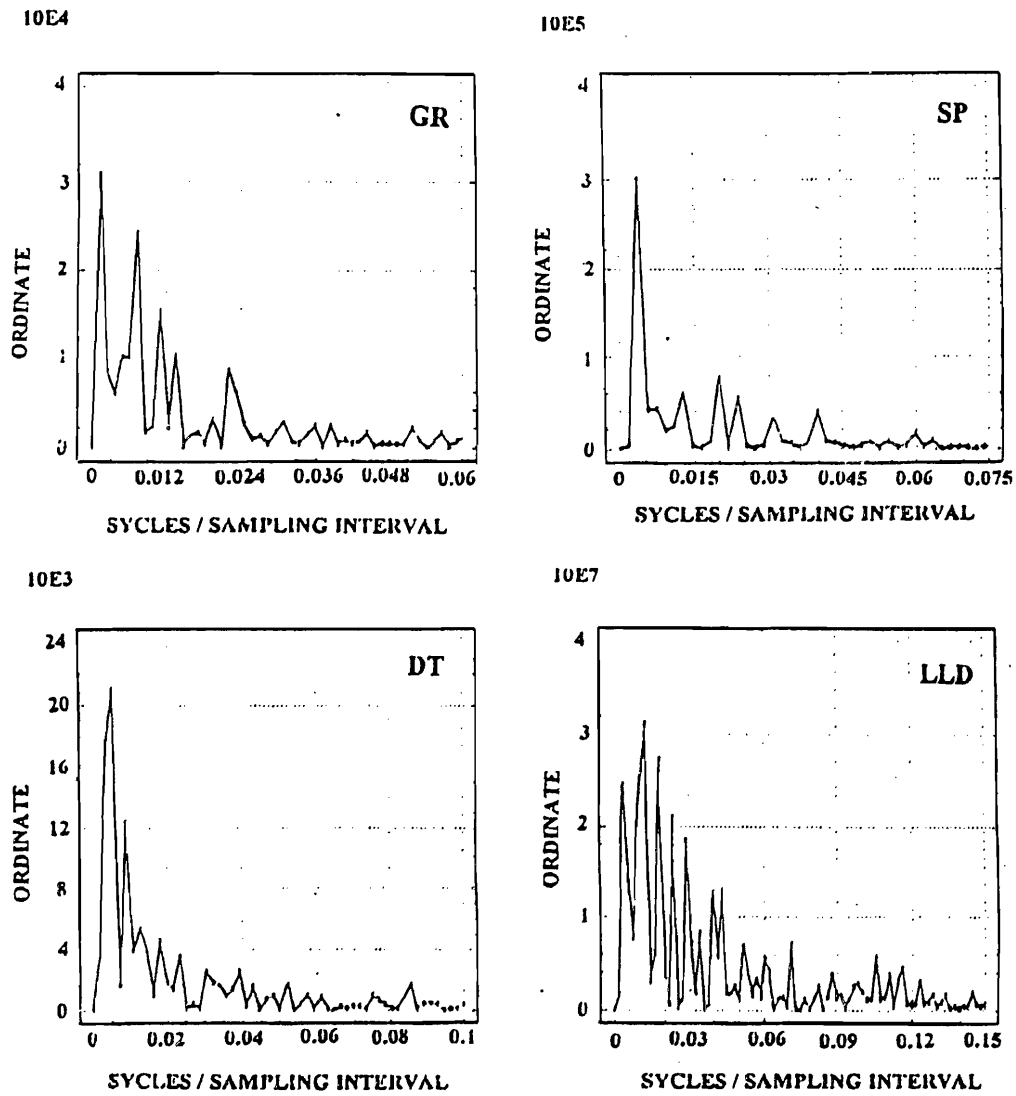 10E4
10E5
4
GR
3
ORDINATE
2
1
0
0 0.012 0.024 0.036 0.048 0.06
SYCLES / SAMPLING INTERVAL
4
SP
3
ORDINATE
2
1
0
0 0.015 0.03 0.045 0.06 0.075
SYCLES / SAMPLING INTERVAL
10E3
10E7
24
DT
20
16
ORDINATE
12
8
4
0
0 0.02 0.04 0.06 0.08 0.1
SYCLES / SAMPLING INTERVAL
4
LLD
3
ORDINATE
2
1
0
0 0.03 0.06 0.09 0.12 0.15
SYCLES / SAMPLING INTERVAL